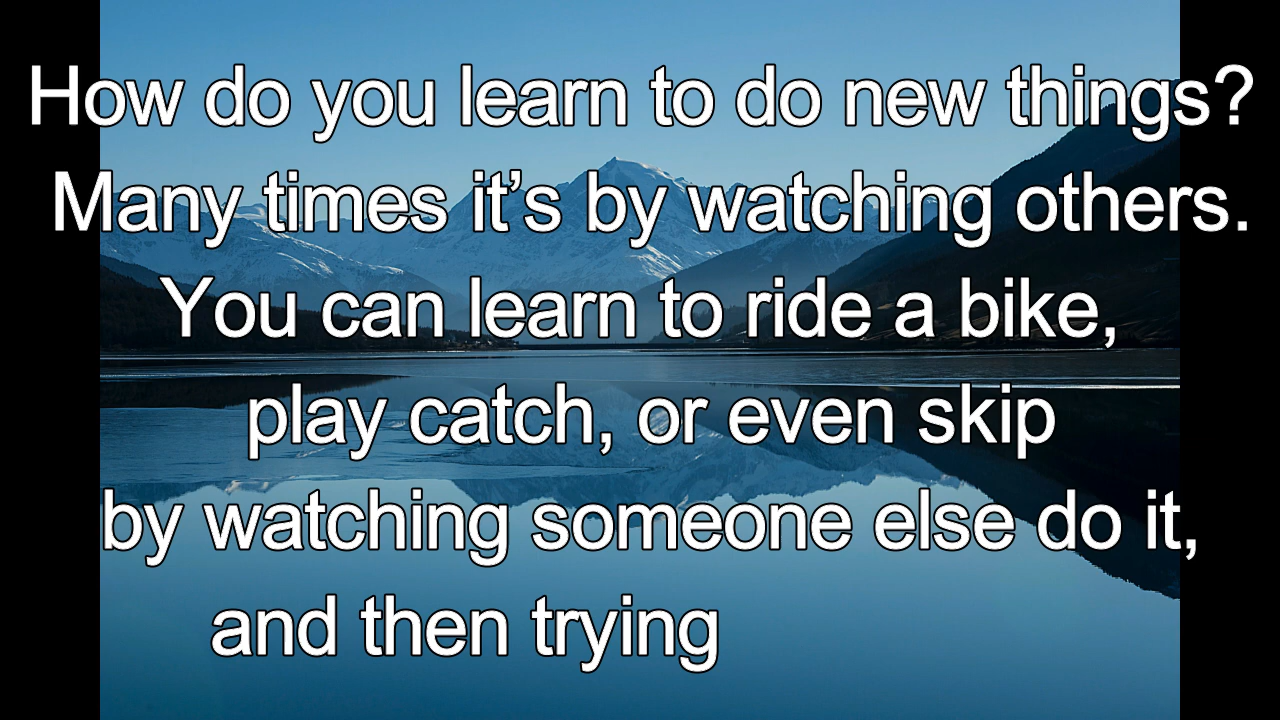 How do you learn to do new things?
Many times it’s by watching others.
You can learn to ride a bike,
play catch, or even skip
by watching someone else do it,
and then trying